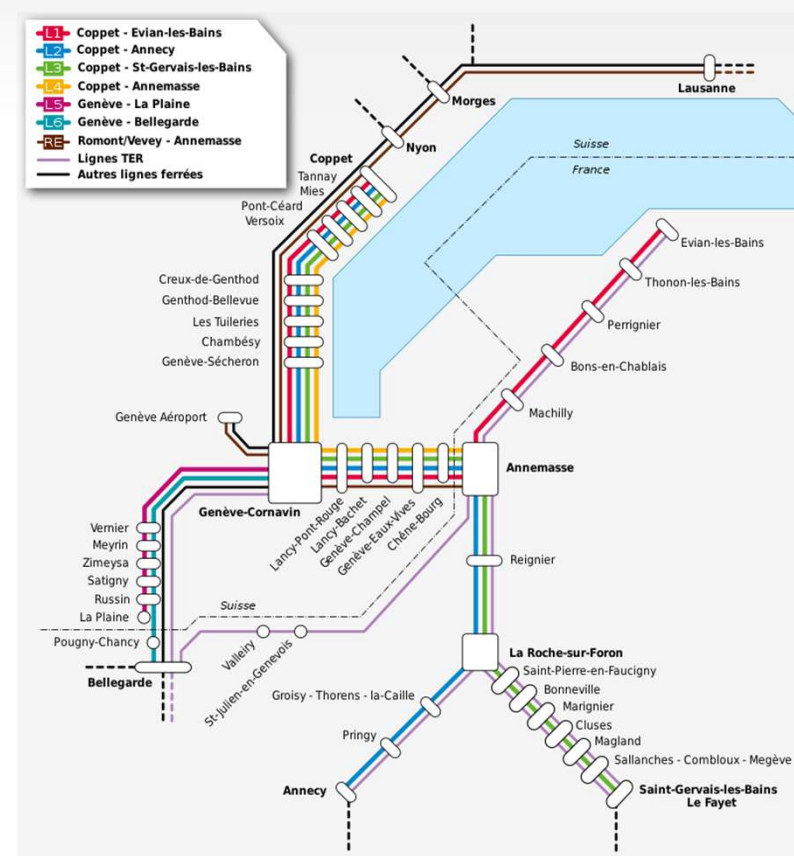 L1 Coppet - Evian-les-Bains
L2 Coppet - Annecy
L3 Coppet - St-Gervais-les-Bains
L4 Coppet - Annemasse
L5 Genève - La Plaine
L6 Genève - Bellegarde
RE Romont/Vevey - Annemasse
Lignes TER
Autres lignes ferrées
Lausanne
Morges
Nyon
Suisse
France
Coppet
Tannay
Mies
Pont-Céard
Versoix
Creux-de-Genthod
Genthod-Bellevue
Les Tuileries
Chambésy
Genève-Sécheron
Genève Aéroport
Evian-les-Bains
Thonon-les-Bains
Perrignier
Bons-en-Chablais
Machilly
Annemasse
Genève-Cornavin
Lancy-Pont-Rouge
Lancy-Bachet
Genève-Champel
Genève-Eaux-Vives
Chêne-Bourg
Vernier
Meyrin
Zimeysa
Satigny
Russin
La Plaine
Suisse
Pougny-Chancy
Bellegarde
Valleiry
St-Julien-en-Genevois
Reignier
La Roche-sur-Foron
Saint-Pierre-en-Faucigny
Bonneville
Marignier
Cluses
Magland
Sallanches - Combloux - Megève
Saint-Gervais-les-Bains
Le Fayet
Groisy - Thorens - la-Caille
Pringy
Annecy